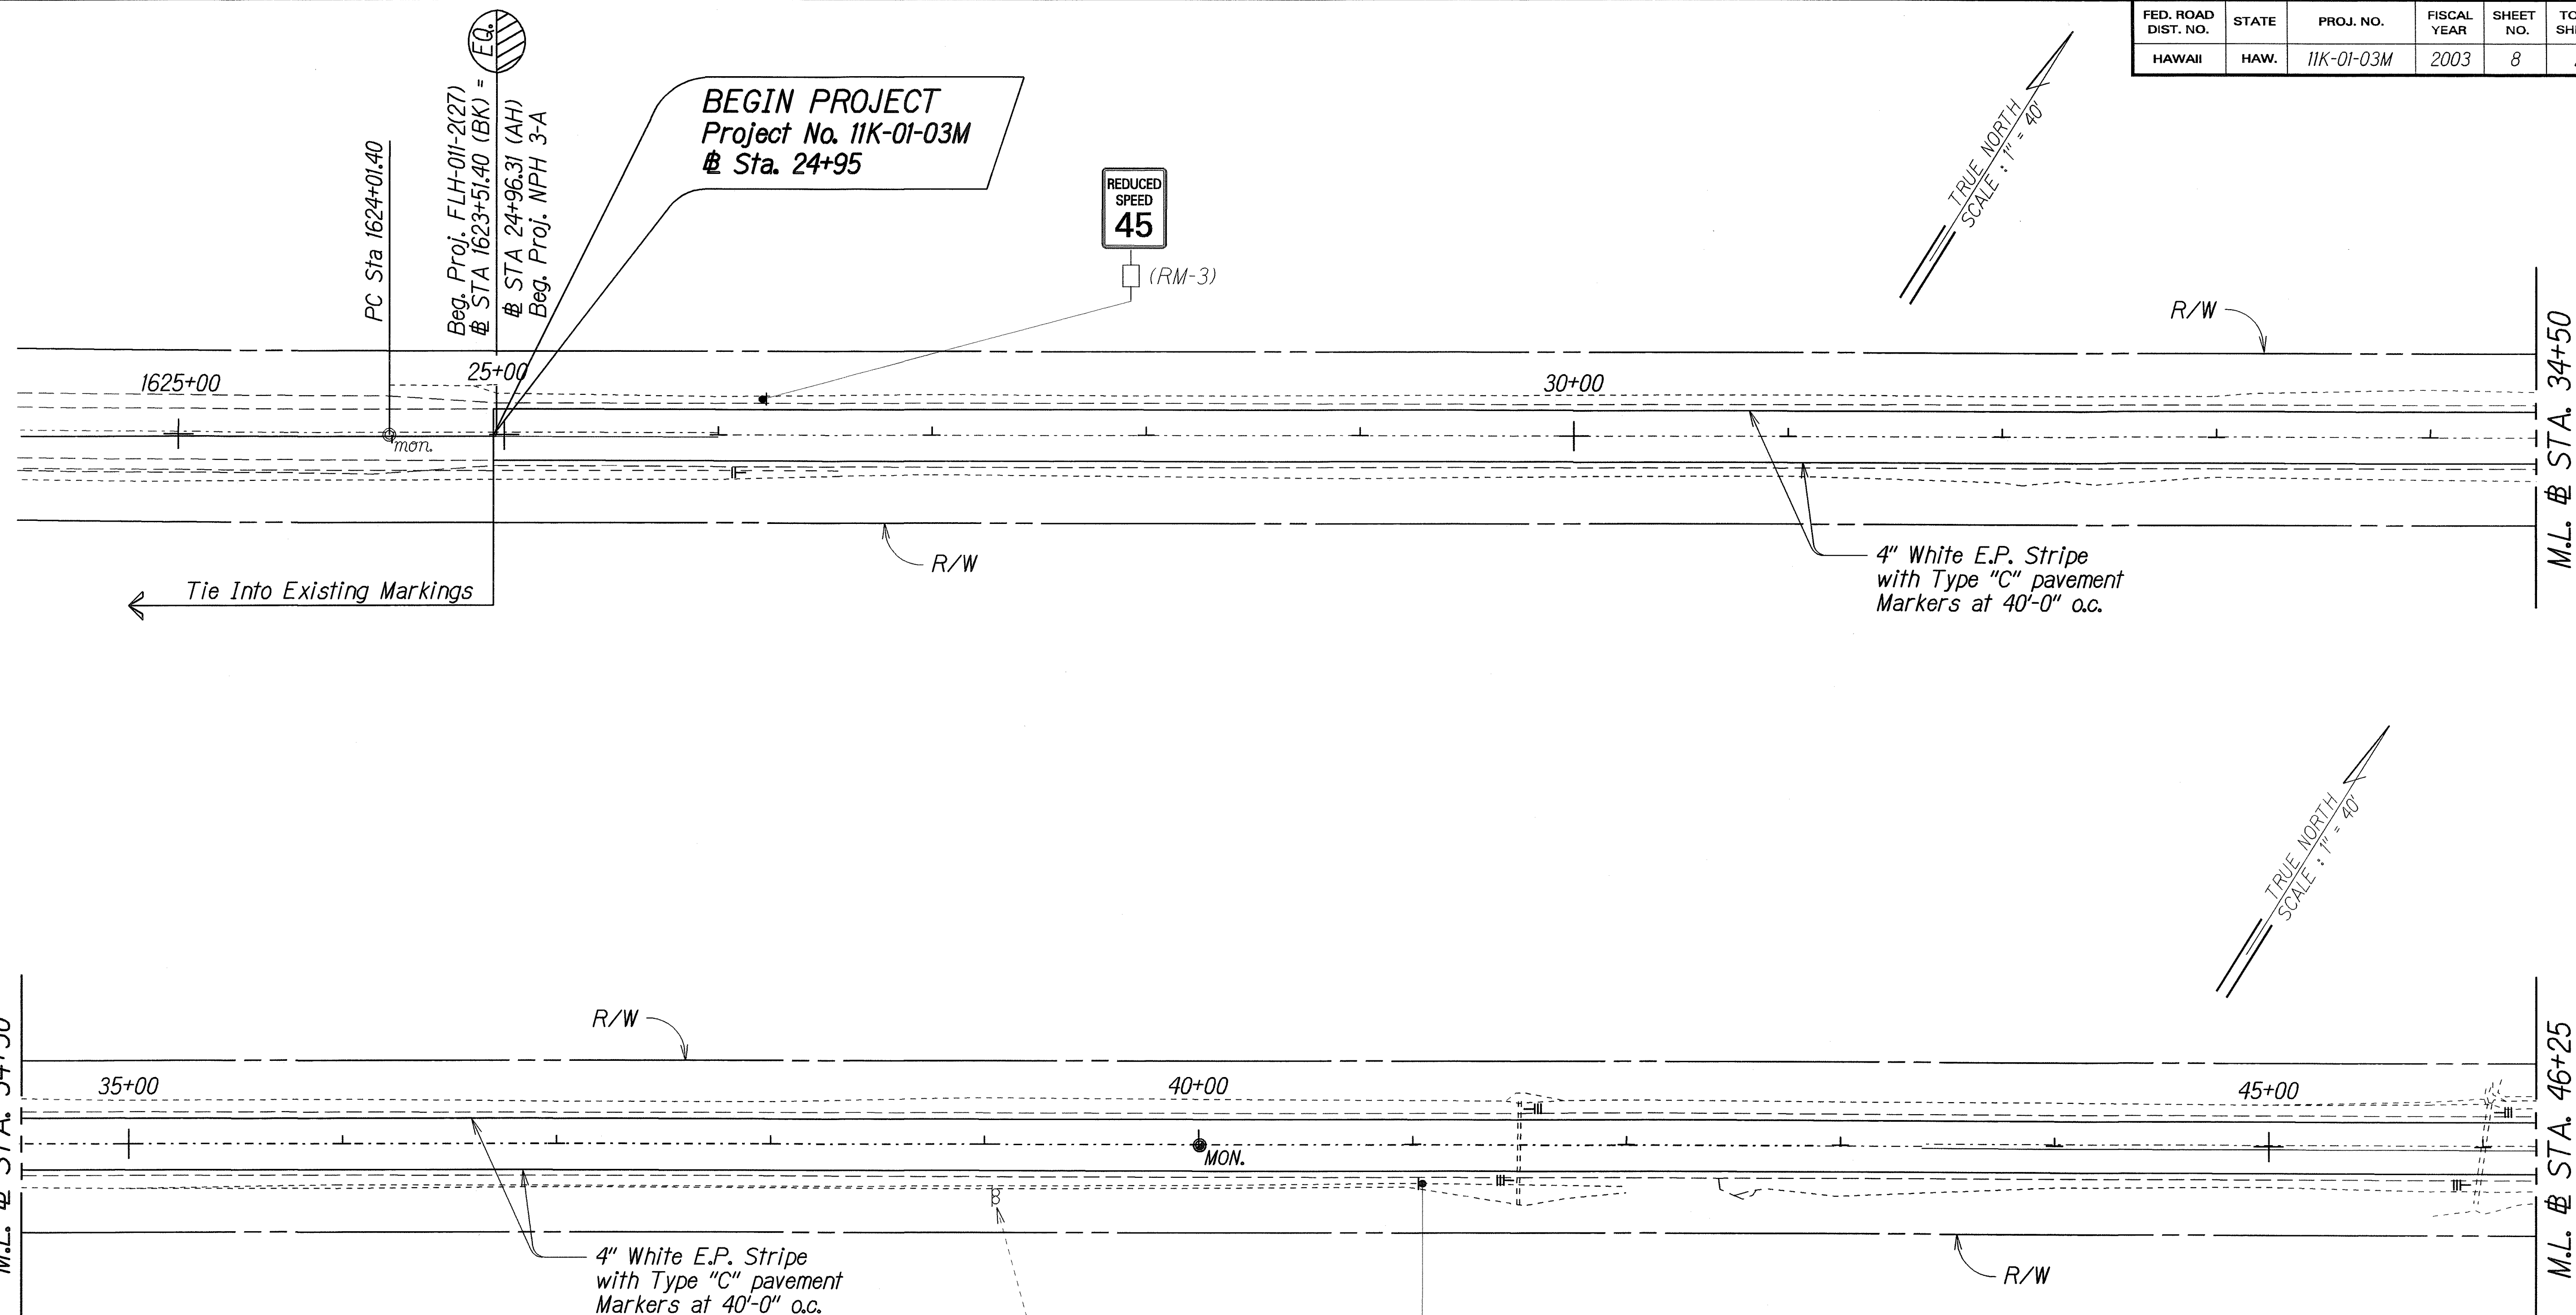 FED. ROAD DIST. NO. STATE PROJ. NO. FISCAL YEAR SHEET NO.
HAWAII HAW. 11K-01-03M 2003 8
EQ.
PC Sta 1624+01.40
Beg. Proj. FLH-011-2(27)
℄ STA 1623+51.40 (BK) =
℄ STA 24+96.31 (AH)
Beg. Proj. NPH 3-A
BEGIN PROJECT
Project No. 11K-01-03M
℄ Sta. 24+95
REDUCED
SPEED
45
(RM-3)
TRUE NORTH
SCALE : 1" = 40'
R/W
1625+00
25+00
30+00
mon.
M.L. ℄ STA. 34+50
R/W
Tie Into Existing Markings
4" White E.P. Stripe
with Type "C" pavement
Markers at 40'-0" o.c.
TRUE NORTH
SCALE : 1" = 40'
M.L. ℄ STA. 34+50
R/W
35+00
40+00
45+00
MON.
M.L. ℄ STA. 46+25
4" White E.P. Stripe
with Type "C" pavement
Markers at 40'-0" o.c.
R/W